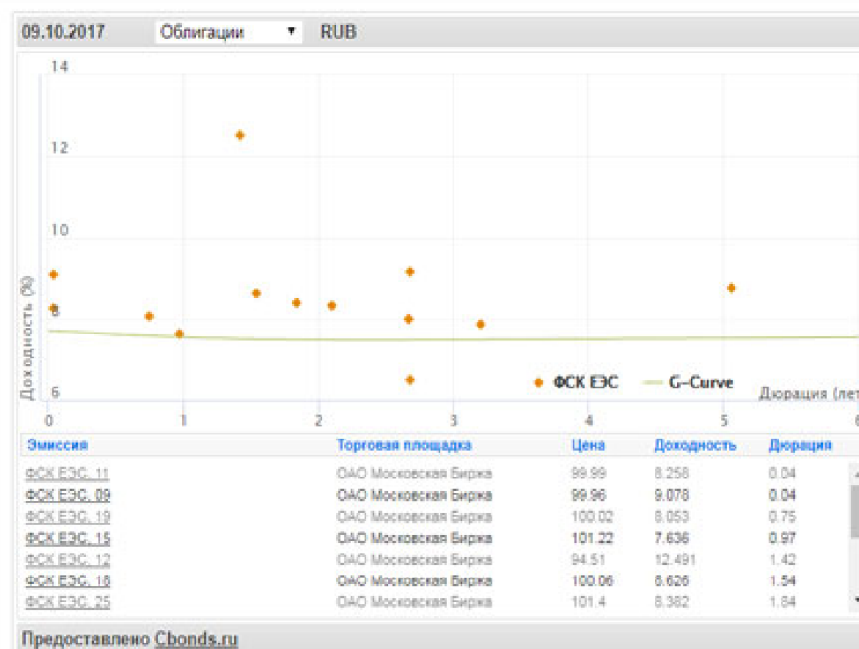 09.10.2017 Облигации RUB
14
12
10
8
6
Доходность (%)
ФСК ЕЭС G-Curve
Дюрация (лет
0 1 2 3 4 5 6
Эмиссия Торговая площадка Цена Доходность Дюрация
ФСК ЕЭС, 11 ОАО Московская Биржа 99.99 8.258 0.04
ФСК ЕЭС, 09 ОАО Московская Биржа 99.96 9.078 0.04
ФСК ЕЭС, 19 ОАО Московская Биржа 100.02 8.053 0.75
ФСК ЕЭС, 15 ОАО Московская Биржа 101.22 7.636 0.97
ФСК ЕЭС, 12 ОАО Московская Биржа 94.51 12.491 1.42
ФСК ЕЭС, 18 ОАО Московская Биржа 100.06 8.626 1.54
ФСК ЕЭС, 25 ОАО Московская Биржа 101.4 8.382 1.84
Предоставлено Cbonds.ru